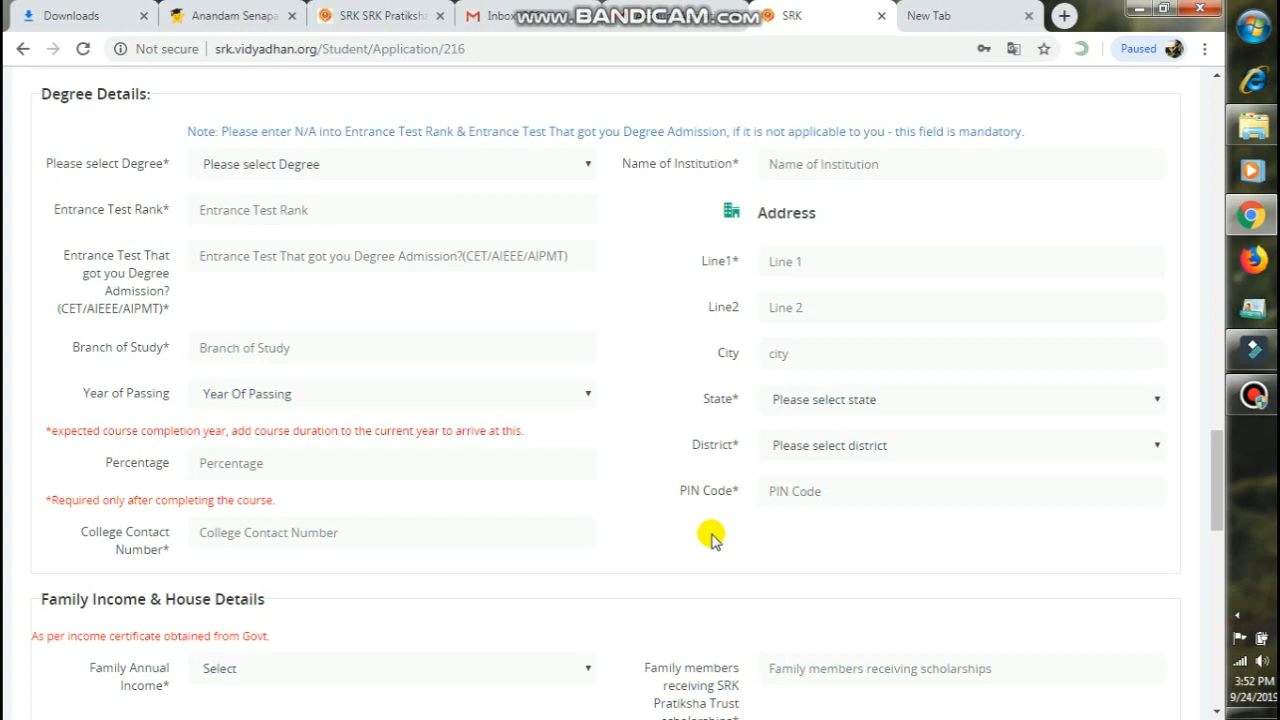 Downloads
Anandam Senapa
SRK SRK Pratiksha
Inbox
www.BANDICAM.com
SRK
New Tab
Not secure
srk.vidyadhan.org/Student/Application/216
Paused
Degree Details:
Note: Please enter N/A into Entrance Test Rank & Entrance Test That got you Degree Admission, if it is not applicable to you - this field is mandatory.
Please select Degree*
Please select Degree
Name of Institution*
Name of Institution
Entrance Test Rank*
Entrance Test Rank
Address
Entrance Test That
got you Degree
Admission?
(CET/AIEEE/AIPMT)*
Entrance Test That got you Degree Admission?(CET/AIEEE/AIPMT)
Line1*
Line 1
Line2
Line 2
Branch of Study*
Branch of Study
City
city
Year of Passing
Year Of Passing
State*
Please select state
*expected course completion year, add course duration to the current year to arrive at this.
District*
Please select district
Percentage
Percentage
PIN Code*
PIN Code
*Required only after completing the course.
College Contact
Number*
College Contact Number
Family Income & House Details
As per income certificate obtained from Govt.
Family Annual
Income*
Select
Family members
receiving SRK
Pratiksha Trust
scholarships*
Family members receiving scholarships
3:52 PM
9/24/2019